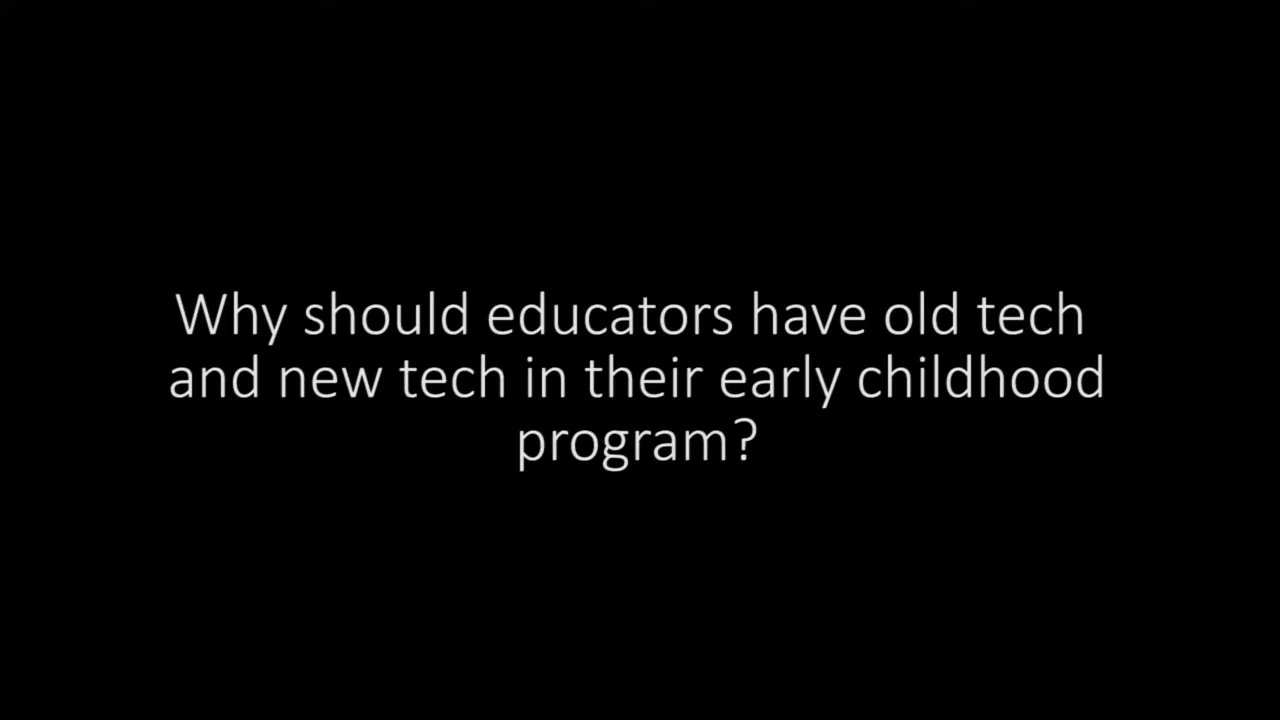 Why should educators have old tech
and new tech in their early childhood
program?